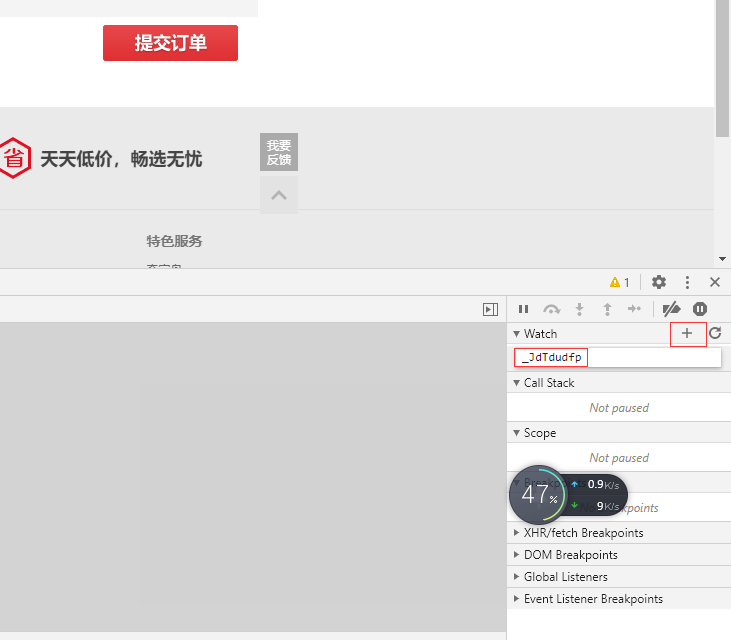 提交订单
省
天天低价，畅选无忧
我要
反馈
特色服务
1
Watch
_JdTdudfp
Call Stack
Not paused
Scope
Not paused
47%
0.9K/s
9K/s
XHR/fetch Breakpoints
DOM Breakpoints
Global Listeners
Event Listener Breakpoints